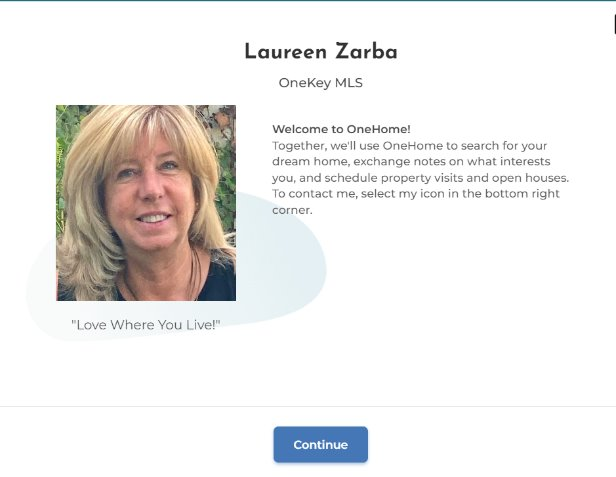 Laureen Zarba
OneKey MLS
Welcome to OneHome!
Together, we'll use OneHome to search for your
dream home, exchange notes on what interests
you, and schedule property visits and open houses.
To contact me, select my icon in the bottom right
corner.
"Love Where You Live!"
Continue